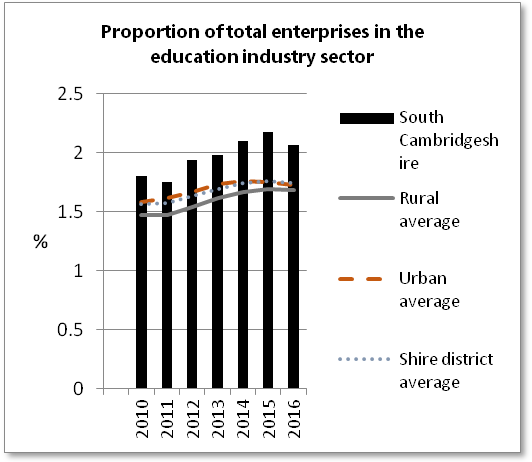 Proportion of total enterprises in the
education industry sector
2.5
2
1.5
1
0.5
0
%
2010
2011
2012
2013
2014
2015
2016
South
Cambridgesh
ire
Rural
average
Urban
average
Shire district
average